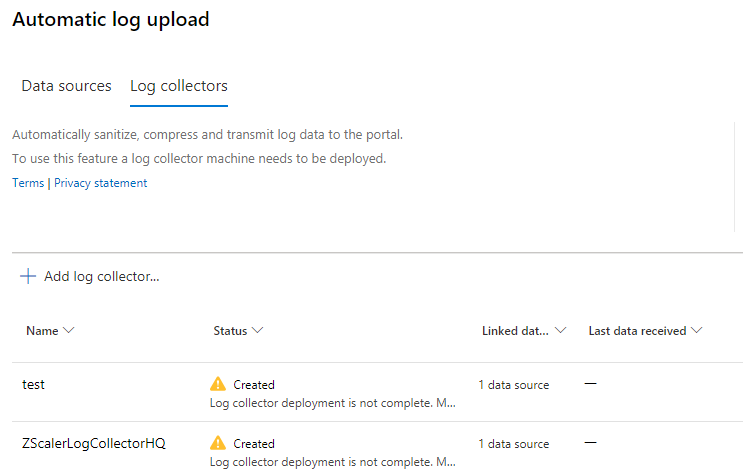 Automatic log upload
Data sources Log collectors
Automatically sanitize, compress and transmit log data to the portal.
To use this feature a log collector machine needs to be deployed.
Terms | Privacy statement
Add log collector...
Name Status Linked dat... Last data received
test Created 1 data source —
Log collector deployment is not complete. M...
ZScalerLogCollectorHQ Created 1 data source —
Log collector deployment is not complete. M...